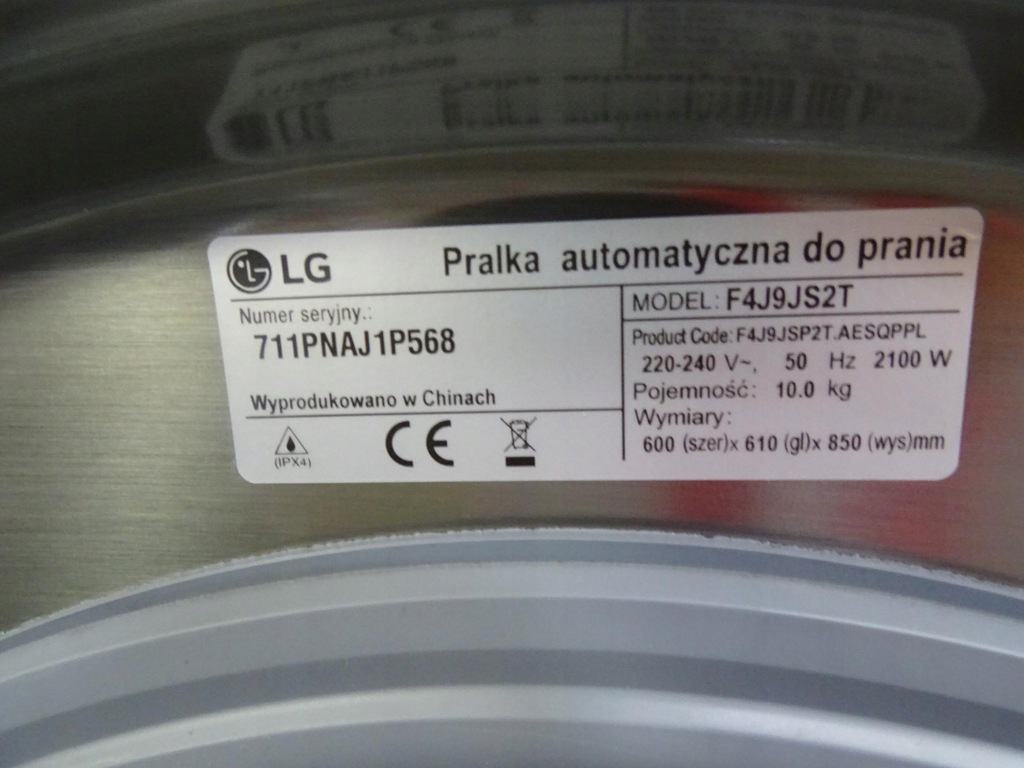 LG
Pralka automatyczna do prania
Numer seryjny.:
711PNAJ1P568
Wyprodukowano w Chinach
(IPX4)
CE
MODEL: F4J9JS2T
Product Code: F4J9JSP2T.AESQPPL
220-240 V~, 50 Hz 2100 W
Pojemność: 10.0 kg
Wymiary:
600 (szer)x 610 (gl)x 850 (wys)mm